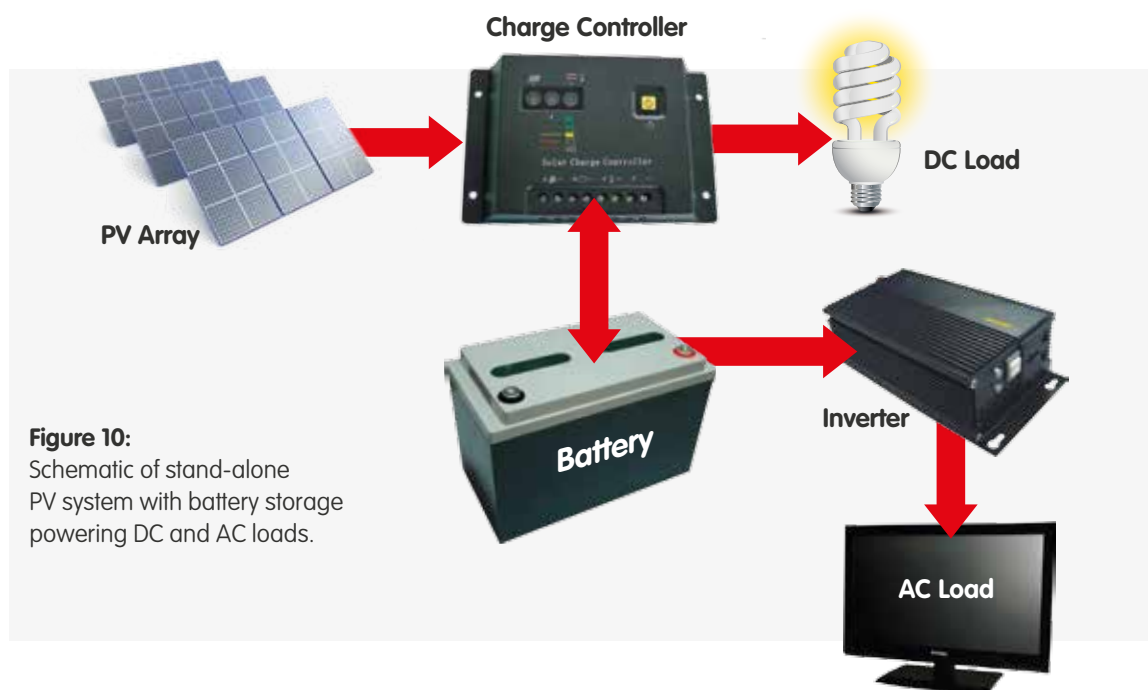 Charge Controller
Solar Charge Controller
DC Load
PV Array
Inverter
Battery
Figure 10:
Schematic of stand-alone
PV system with battery storage
powering DC and AC loads.
AC Load